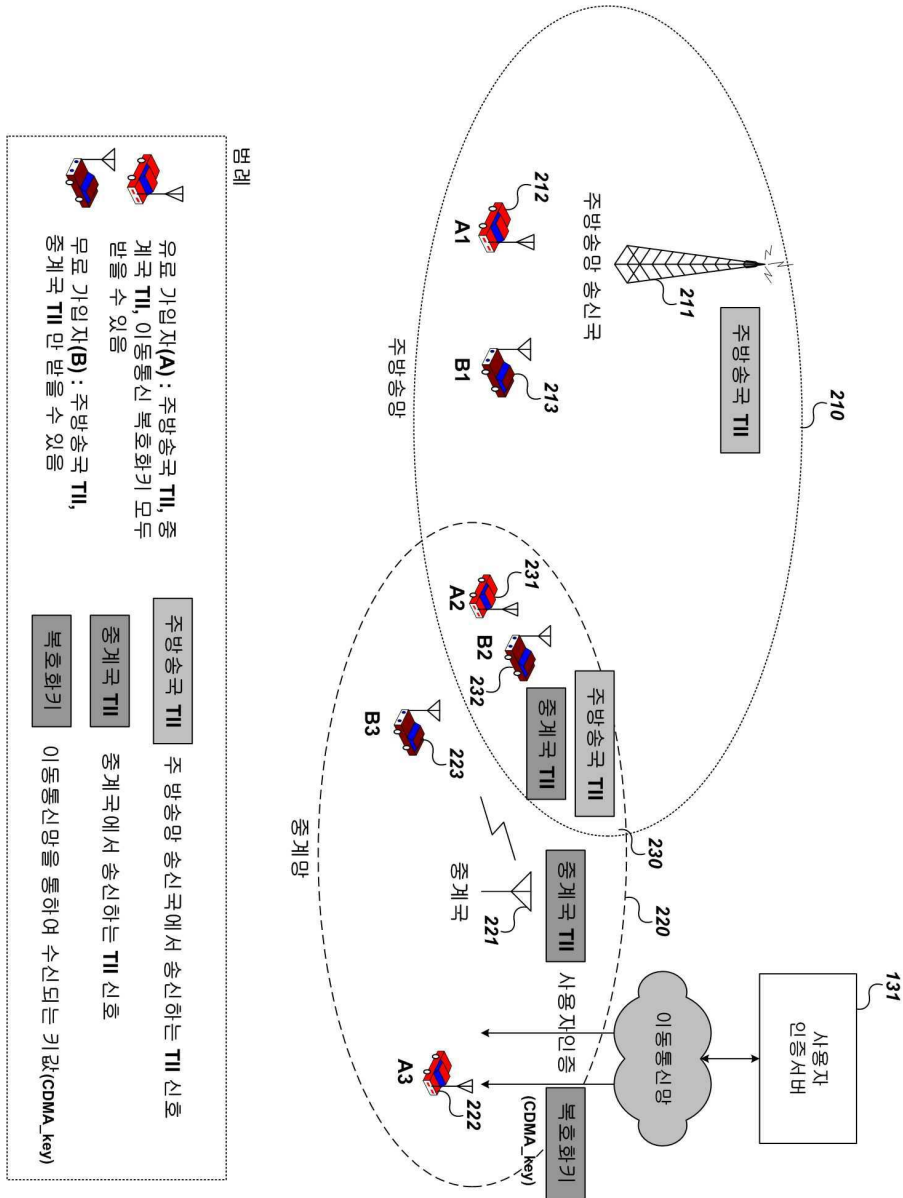 210
주방송국 TII
211
주방송망 송신국
212
A1
213
B1
주방송망
131
사용자
인증서버
이동통신망
220
230
사용자인증
복호화키
(CDMA_key)
중계국 TII
221
중계국
주방송국 TII
중계국 TII
231
A2
B2
232
223
B3
222
A3
중계망
범례
유료 가입자(A) : 주방송국 TII, 중
계국 TII, 이동통신 복호화키 모두
받을 수 있음
무료 가입자(B) : 주방송국 TII,
중계국 TII 만 받을 수 있음
주방송국 TII
주 방송망 송신국에서 송신하는 TII 신호
중계국 TII
중계국에서 송신하는 TII 신호
복호화키
이동통신망을 통하여 수신되는 키값(CDMA_key)